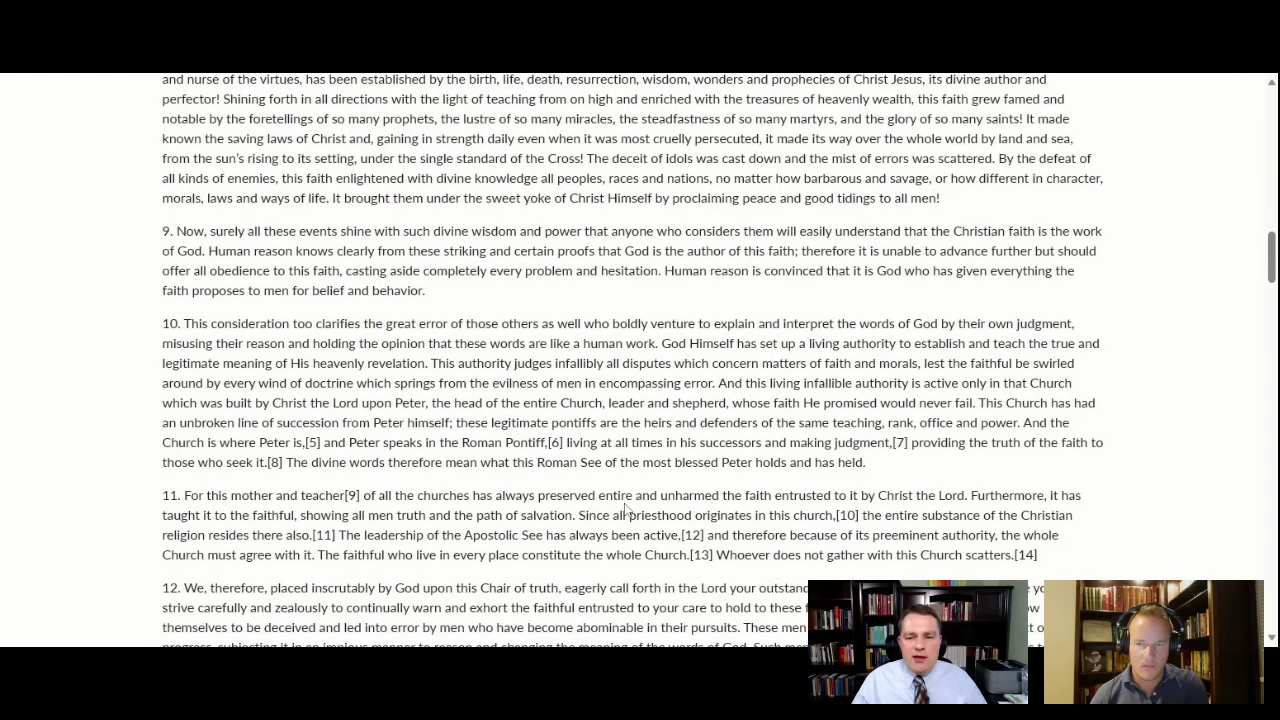 and nurse of the virtues, has been established by the birth, life, death, resurrection, wisdom, wonders and prophecies of Christ Jesus, its divine author and
perfector! Shining forth in all directions with the light of teaching from on high and enriched with the treasures of heavenly wealth, this faith grew famed and
notable by the foretellings of so many prophets, the lustre of so many miracles, the steadfastness of so many martyrs, and the glory of so many saints! It made
known the saving laws of Christ and, gaining in strength daily even when it was most cruelly persecuted, it made its way over the whole world by land and sea,
from the sun’s rising to its setting, under the single standard of the Cross! The deceit of idols was cast down and the mist of errors was scattered. By the defeat of
all kinds of enemies, this faith enlightened with divine knowledge all peoples, races and nations, no matter how barbarous and savage, or how different in character,
morals, laws and ways of life. It brought them under the sweet yoke of Christ Himself by proclaiming peace and good tidings to all men!
9. Now, surely all these events shine with such divine wisdom and power that anyone who considers them will easily understand that the Christian faith is the work
of God. Human reason knows clearly from these striking and certain proofs that God is the author of this faith; therefore it is unable to advance further but should
offer all obedience to this faith, casting aside completely every problem and hesitation. Human reason is convinced that it is God who has given everything the
faith proposes to men for belief and behavior.
10. This consideration too clarifies the great error of those others as well who boldly venture to explain and interpret the words of God by their own judgment,
misusing their reason and holding the opinion that these words are like a human work. God Himself has set up a living authority to establish and teach the true and
legitimate meaning of His heavenly revelation. This authority judges infallibly all disputes which concern matters of faith and morals, lest the faithful be swirled
around by every wind of doctrine which springs from the evilness of men in encompassing error. And this living infallible authority is active only in that Church
which was built by Christ the Lord upon Peter, the head of the entire Church, leader and shepherd, whose faith He promised would never fail. This Church has had
an unbroken line of succession from Peter himself; these legitimate pontiffs are the heirs and defenders of the same teaching, rank, office and power. And the
Church is where Peter is,[5] and Peter speaks in the Roman Pontiff,[6] living at all times in his successors and making judgment,[7] providing the truth of the faith to
those who seek it.[8] The divine words therefore mean what this Roman See of the most blessed Peter holds and has held.
11. For this mother and teacher[9] of all the churches has always preserved entire and unharmed the faith entrusted to it by Christ the Lord. Furthermore, it has
taught it to the faithful, showing all men truth and the path of salvation. Since all priesthood originates in this church,[10] the entire substance of the Christian
religion resides there also.[11] The leadership of the Apostolic See has always been active,[12] and therefore because of its preeminent authority, the whole
Church must agree with it. The faithful who live in every place constitute the whole Church.[13] Whoever does not gather with this Church scatters.[14]
12. We, therefore, placed inscrutably by God upon this Chair of truth, eagerly call forth in the Lord your
strive carefully and zealously to continually warn and exhort the faithful entrusted to your care to hold to these
themselves to be deceived and led into error by men who have become abominable in their pursuits. These men